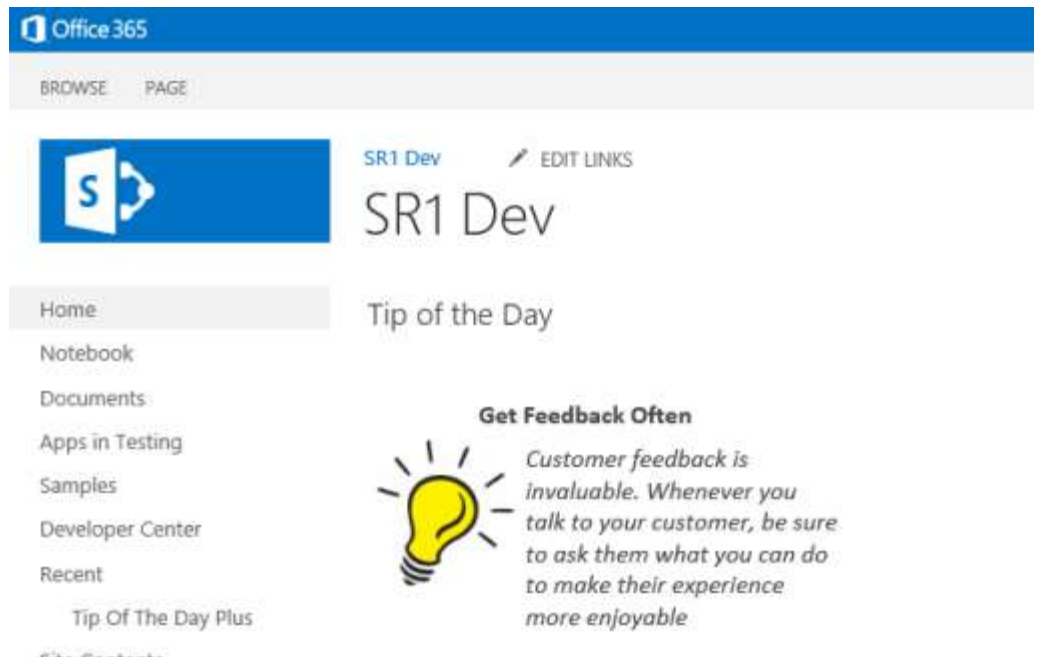 Office 365
BROWSE PAGE
SR1 Dev EDIT LINKS
SR1 Dev
Home
Notebook
Documents
Apps in Testing
Samples
Developer Center
Recent
Tip Of The Day Plus
Tip of the Day
Get Feedback Often
Customer feedback is
invaluable. Whenever you
talk to your customer, be sure
to ask them what you can do
to make their experience
more enjoyable